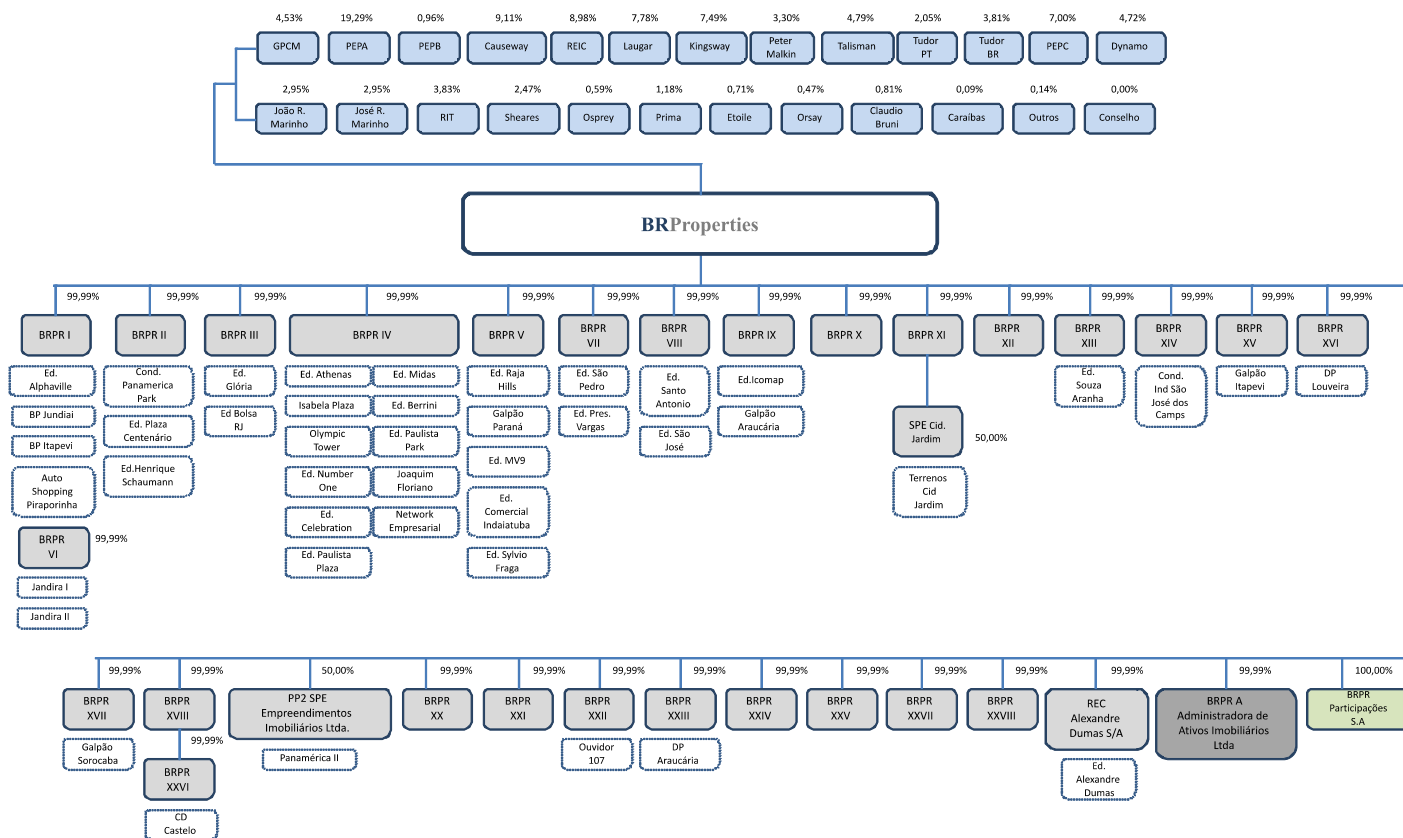 4,53% 19,29% 0,96% 9,11% 8,98% 7,78% 7,49% 3,30% 4,79% 2,05% 3,81% 7,00% 4,72%
GPCM
PEPA
PEPB
Causeway
REIC
Laugar
Kingsway
Peter
Malkin
Talisman
Tudor
PT
Tudor
BR
PEPC
Dynamo
2,95% 2,95% 3,83% 2,47% 0,59% 1,18% 0,71% 0,47% 0,81% 0,09% 0,14% 0,00%
João R.
Marinho
José R.
Marinho
RIT
Sheares
Osprey
Prima
Etoile
Orsay
Claudio
Bruni
Caraíbas
Outros
Conselho
BRProperties
99,99% 99,99% 99,99% 99,99% 99,99% 99,99% 99,99% 99,99% 99,99% 99,99% 99,99% 99,99% 99,99% 99,99% 99,99%
BRPR I
Ed.
Alphaville
BP Jundiai
BP Itapevi
Auto
Shopping
Piraporinha
BRPR
VI
99,99%
Jandira I
Jandira II
BRPR II
Cond.
Panamerica
Park
Ed. Plaza
Centenário
Ed.Henrique
Schaumann
BRPR III
Ed.
Glória
Ed Bolsa
RJ
BRPR IV
Ed. Athenas
Isabela Plaza
Olympic
Tower
Ed. Number
One
Ed.
Celebration
Ed. Paulista
Plaza
Ed. Midas
Ed. Berrini
Ed. Paulista
Park
Joaquim
Floriano
Network
Empresarial
BRPR V
Ed. Raja
Hills
Galpão
Paraná
Ed. MV9
Ed.
Comercial
Indaiatuba
Ed. Sylvio
Fraga
BRPR
VII
Ed. São
Pedro
Ed. Pres.
Vargas
BRPR
VIII
Ed.
Santo
Antonio
Ed. São
José
BRPR IX
Ed.Icomap
Galpão
Araucária
BRPR X
BRPR XI
SPE Cid.
Jardim
50,00%
Terrenos
Cid
Jardim
BRPR
XII
BRPR
XIII
Ed.
Souza
Aranha
BRPR
XIV
Cond.
Ind São
José dos
Camps
BRPR
XV
Galpão
Itapevi
BRPR
XVI
DP
Louveira
99,99% 99,99% 50,00% 99,99% 99,99% 99,99% 99,99% 99,99% 99,99% 99,99% 99,99% 99,99% 99,99% 100,00%
BRPR
XVII
Galpão
Sorocaba
BRPR
XVIII
99,99%
BRPR
XXVI
CD
Castelo
PP2 SPE
Empreendimentos
Imobiliários Ltda.
Panamérica II
BRPR
XX
BRPR
XXI
BRPR
XXII
Ouvidor
107
BRPR
XXIII
DP
Araucária
BRPR
XXIV
BRPR
XXV
BRPR
XXVII
BRPR
XXVIII
REC
Alexandre
Dumas S/A
Ed.
Alexandre
Dumas
BRPR A
Administradora de
Ativos Imobiliários
Ltda
BRPR
Participações
S.A